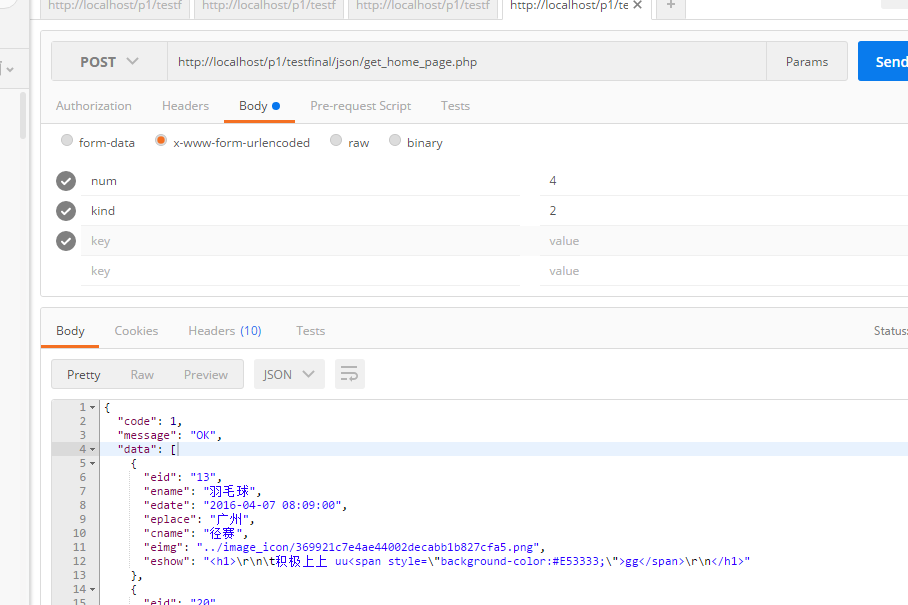 http://localhost/p1/testf http://localhost/p1/testf http://localhost/p1/testf http://localhost/p1/te ✕ +
POST http://localhost/p1/testfinal/json/get_home_page.php Params Send
Authorization Headers Body Pre-request Script Tests
form-data x-www-form-urlencoded raw binary
num 4
kind 2
key value
key value
Body Cookies Headers (10) Tests Status:
Pretty Raw Preview JSON
1 {
2 "code": 1,
3 "message": "OK",
4 "data": [
5 {
6 "eid": "13",
7 "ename": "羽毛球",
8 "edate": "2016-04-07 08:09:00",
9 "eplace": "广州",
10 "cname": "径赛",
11 "eimg": "../image_icon/369921c7e4ae44002decabb1b827cfa5.png",
12 "eshow": "<h1>\r\n\t积极上上 uu<span style=\"background-color:#E53333;\">gg</span>\r\n</h1>"
13 },
14 {
15 "eid": "20"